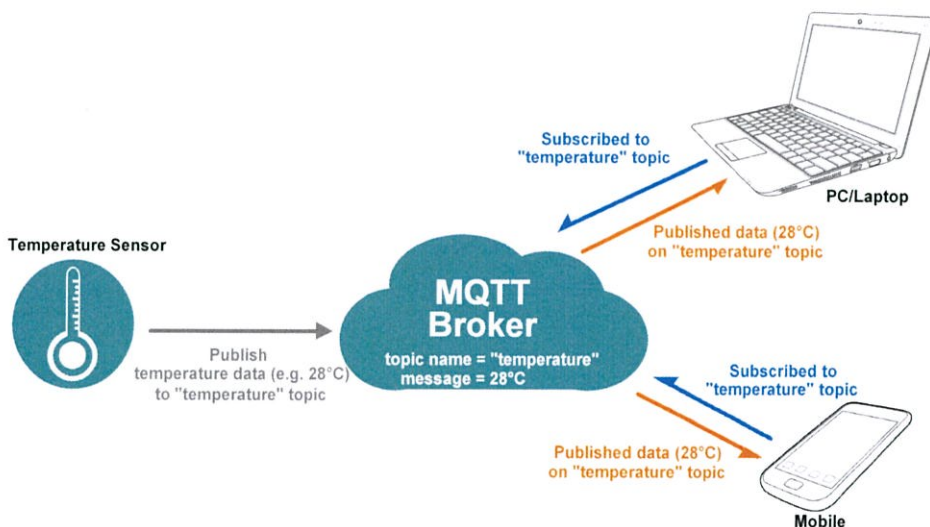 Subscribed to
"temperature" topic
PC/Laptop
Published data (28°C)
on "temperature" topic
Temperature Sensor
MQTT
Broker
topic name = "temperature"
message = 28°C
Publish
temperature data (e.g. 28°C)
to "temperature" topic
Subscribed to
"temperature" topic
Published data (28°C)
on "temperature" topic
Mobile